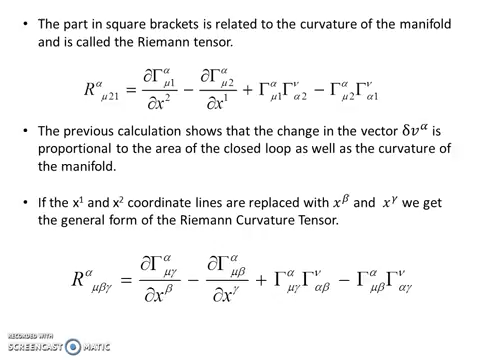 • The part in square brackets is related to the curvature of the manifold
and is called the Riemann tensor.
R^α_{μ21} = ∂Γ^α_{μ1}/∂x^2 − ∂Γ^α_{μ2}/∂x^1 + Γ^α_{μ1}Γ^ν_{α2} − Γ^α_{μ2}Γ^ν_{α1}
• The previous calculation shows that the change in the vector δv^α is
proportional to the area of the closed loop as well as the curvature of
the manifold.
• If the x^1 and x^2 coordinate lines are replaced with x^β and x^γ we get
the general form of the Riemann Curvature Tensor.
R^α_{μβγ} = ∂Γ^α_{μγ}/∂x^β − ∂Γ^α_{μβ}/∂x^γ + Γ^α_{μγ}Γ^ν_{αβ} − Γ^α_{μβ}Γ^ν_{αγ}
RECORDED WITH
SCREENCAST MATIC